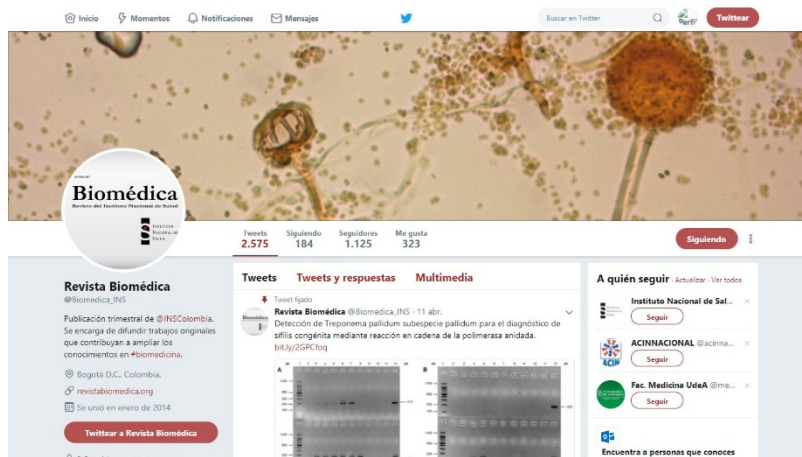 Inicio Momentos Notificaciones Mensajes Buscar en Twitter Twittear
Biomédica
Revista del Instituto Nacional de Salud
INSTITUTO
NACIONAL DE
SALUD
Tweets Siguiendo Seguidores Me gusta
2.575 184 1.125 323
Siguiendo
Revista Biomédica
@Biomedica_INS
Publicación trimestral de @INSColombia.
Se encarga de difundir trabajos originales
que contribuyan a ampliar los
conocimientos en #biomedicina.
Bogotá D.C., Colombia.
revistabiomedica.org
Se unió en enero de 2014
Twittear a Revista Biomédica
Tweets Tweets y respuestas Multimedia
Tweet fijado
Revista Biomédica @Biomedica_INS · 11 abr.
Detección de Treponema pallidum subespecie pallidum para el diagnóstico de
sífilis congénita mediante reacción en cadena de la polimerasa anidada.
bit.ly/2GPCfoq
A B
A quién seguir · Actualizar · Ver todos
Instituto Nacional de Sal...
Seguir
ACINNACIONAL @acinna...
Seguir
Fac. Medicina UdeA @me...
Seguir
Encuentra a personas que conoces